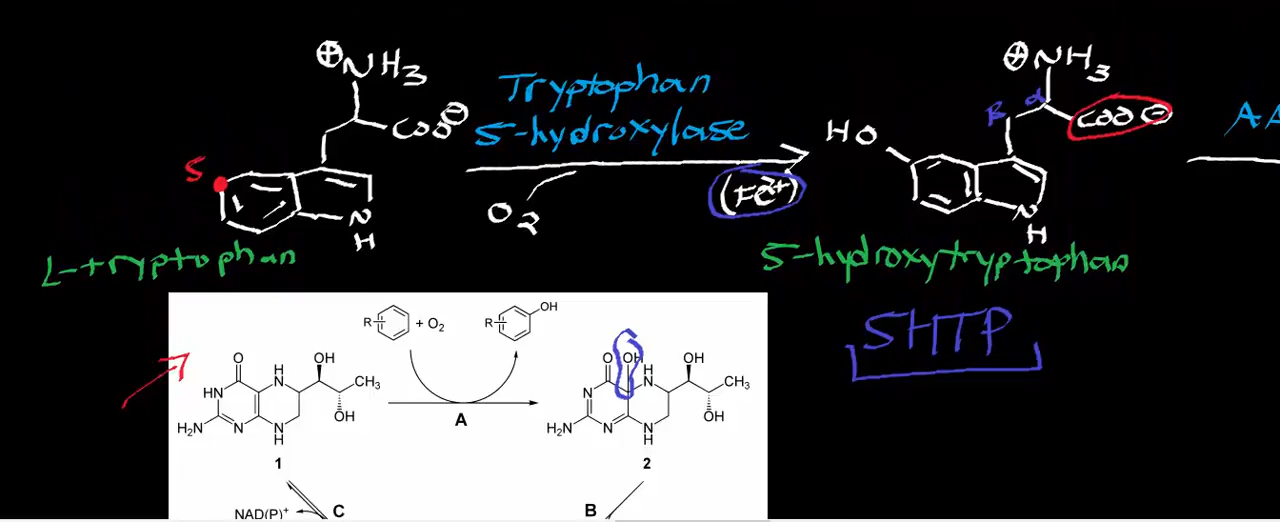 ⊕NH3
COO⊖
5
N
H
L-tryptophan
Tryptophan
5-hydroxylase
O2
(Fe2+)
⊕NH3
β α
COO⊖
HO
N
H
5-hydroxytryptophan
5HTP
AA
R + O2
R OH
O H OH
N
HN CH3
OH
H2N N N
H
1
A
O OH H OH
N
N CH3
OH
H2N N N
H
2
NAD(P)+ C
B